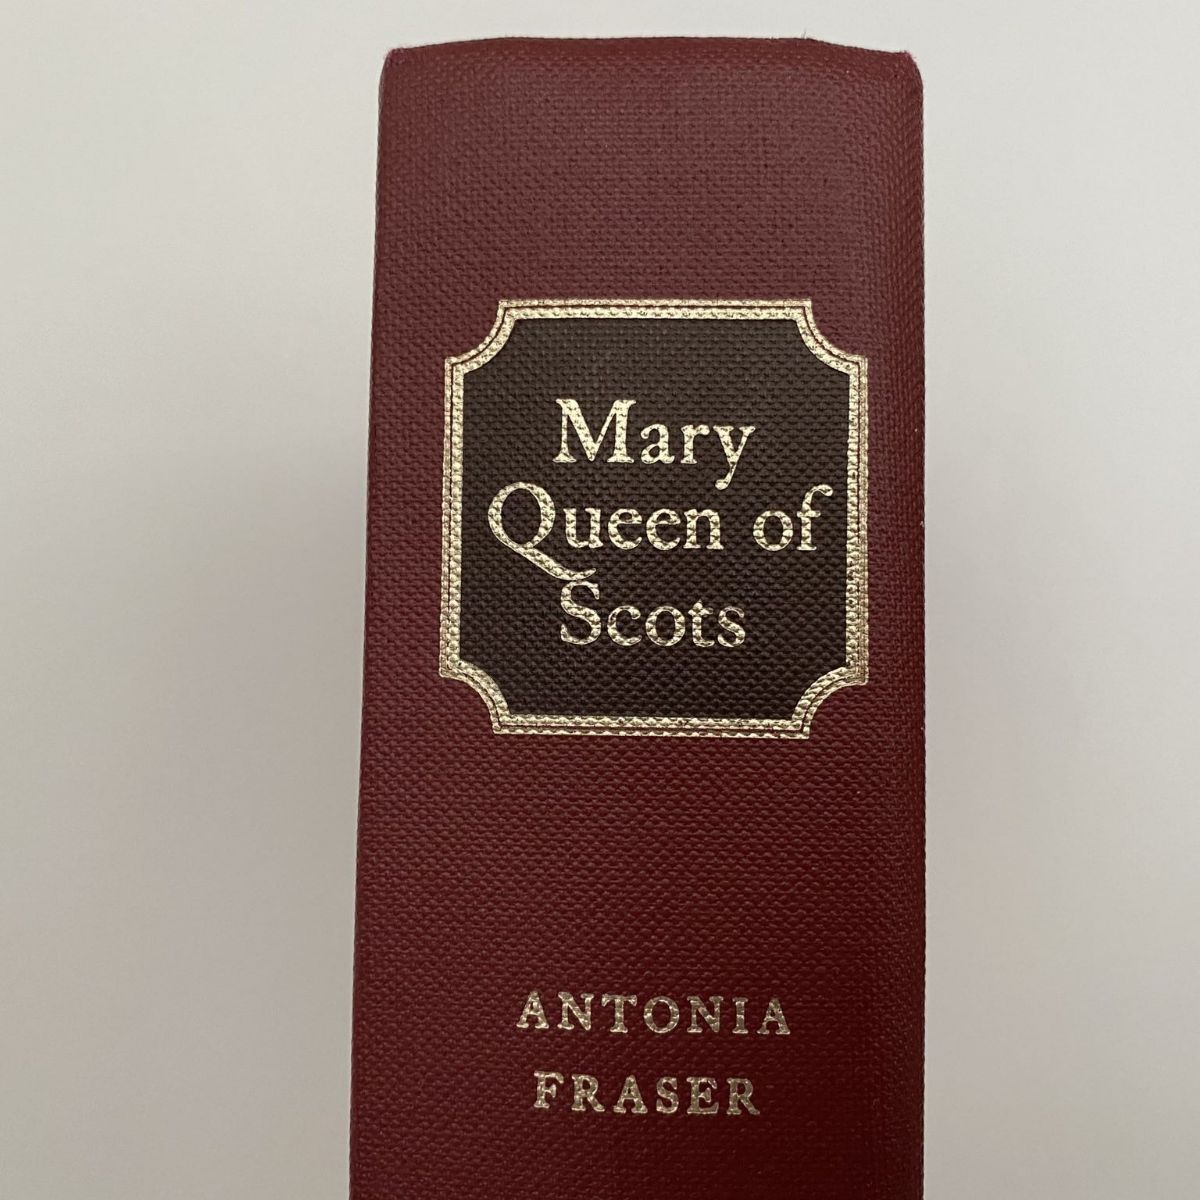 Mary
Queen of
Scots
ANTONIA
FRASER